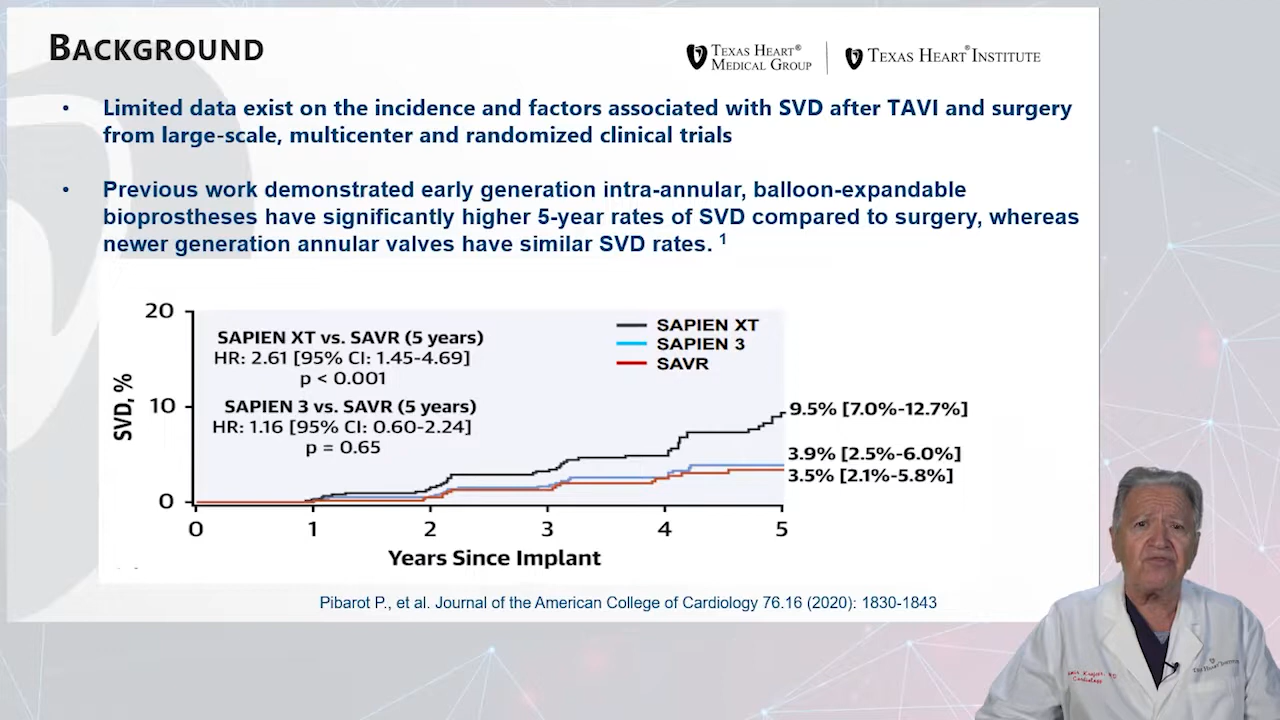 BACKGROUND
TEXAS HEART®
MEDICAL GROUP
TEXAS HEART® INSTITUTE
• Limited data exist on the incidence and factors associated with SVD after TAVI and surgery
from large-scale, multicenter and randomized clinical trials
• Previous work demonstrated early generation intra-annular, balloon-expandable
bioprostheses have significantly higher 5-year rates of SVD compared to surgery, whereas
newer generation annular valves have similar SVD rates. 1
20
10
0
SVD, %
SAPIEN XT vs. SAVR (5 years)
HR: 2.61 [95% CI: 1.45-4.69]
p < 0.001
SAPIEN 3 vs. SAVR (5 years)
HR: 1.16 [95% CI: 0.60-2.24]
p = 0.65
SAPIEN XT
SAPIEN 3
SAVR
9.5% [7.0%-12.7%]
3.9% [2.5%-6.0%]
3.5% [2.1%-5.8%]
0 1 2 3 4 5
Years Since Implant
Pibarot P., et al. Journal of the American College of Cardiology 76.16 (2020): 1830-1843
Texas Heart Institute
Cardiology